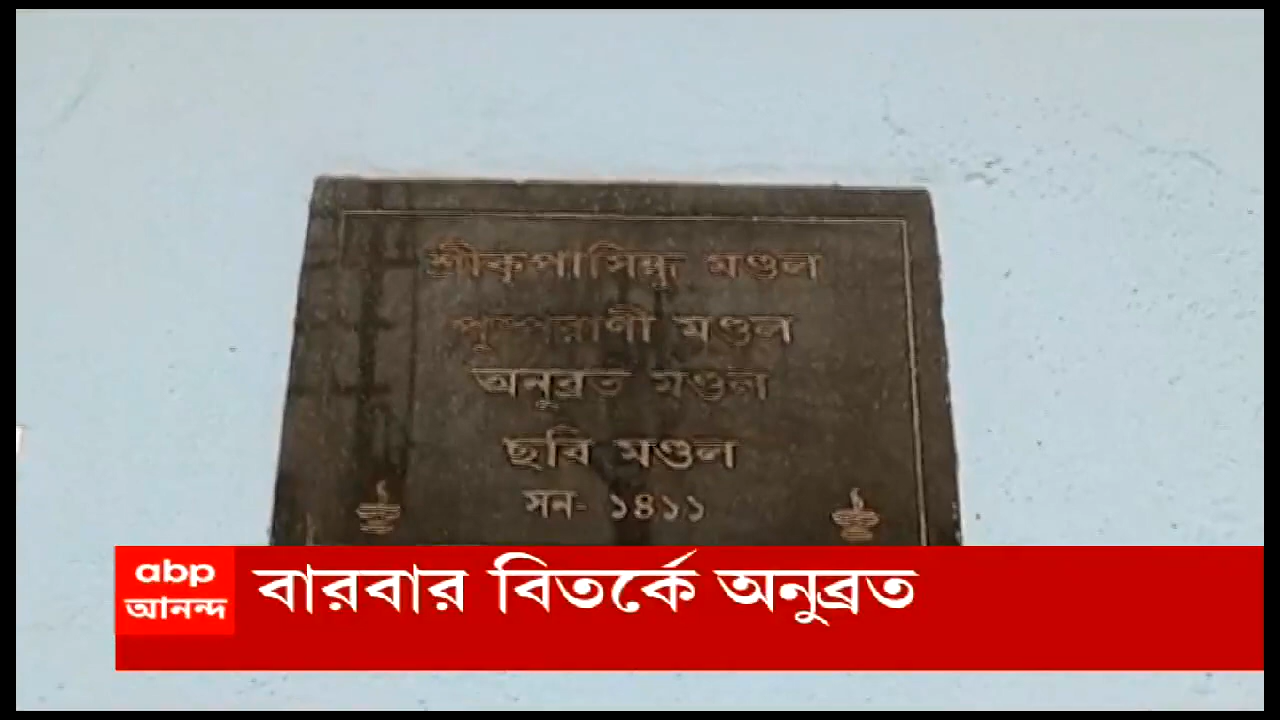 শ্রীকৃপাসিন্ধু মণ্ডল
পুষ্পরাণী মণ্ডল
অনুব্রত মণ্ডল
ছবি মণ্ডল
সন- ১৪১১
abp
আনন্দ
বারবার বিতর্কে অনুব্রত